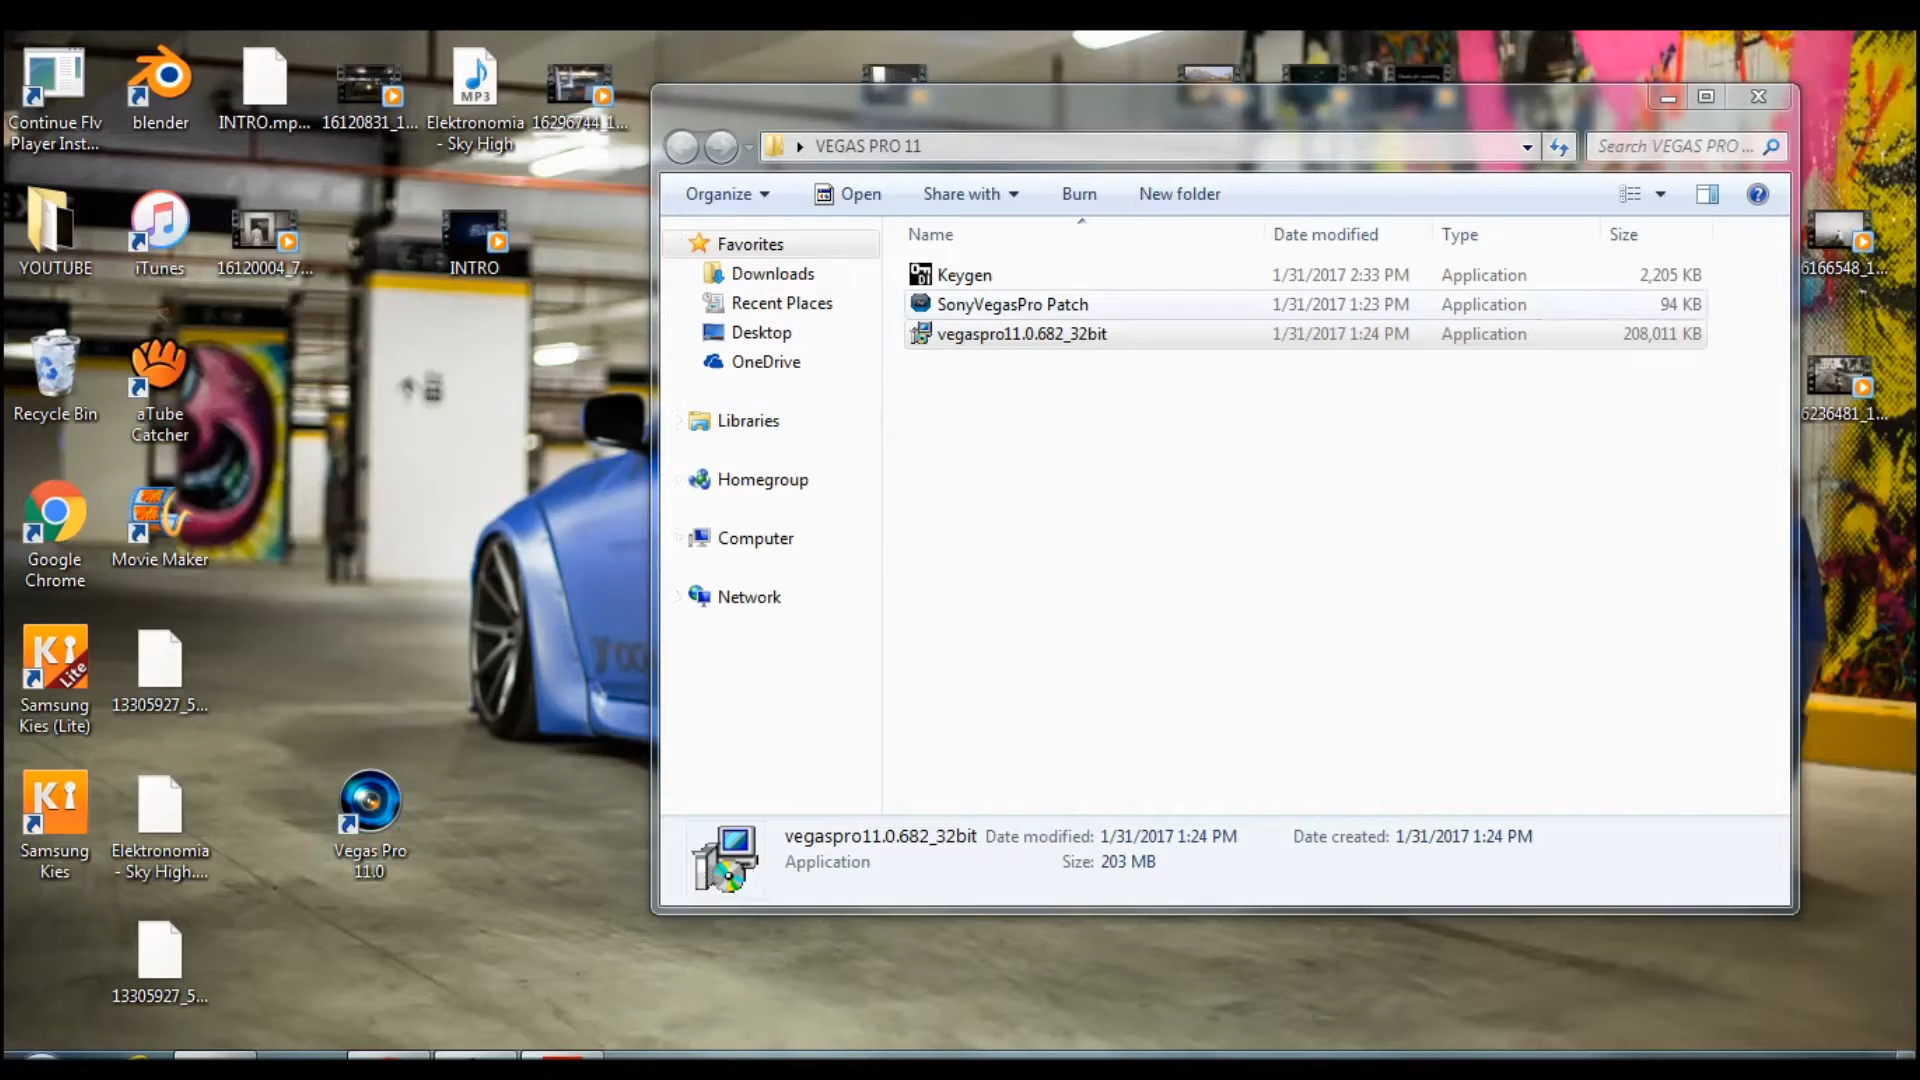 Continue Flv
Player Inst...
blender
INTRO.mp...
16120831_1...
MP3
Elektronomia
- Sky High
16296744_1...
YOUTUBE
iTunes
16120004_7...
INTRO
Recycle Bin
aTube
Catcher
Google
Chrome
Movie Maker
Ki
Lite
Samsung
Kies (Lite)
13305927_5...
Ki
Samsung
Kies
Elektronomia
- Sky High....
Vegas Pro
11.0
13305927_5...
VEGAS PRO 11
Search VEGAS PRO ...
Organize
Open
Share with
Burn
New folder
Favorites
Downloads
Recent Places
Desktop
OneDrive
Libraries
Homegroup
Computer
Network
Name Date modified Type Size
Keygen 1/31/2017 2:33 PM Application 2,205 KB
SonyVegasPro Patch 1/31/2017 1:23 PM Application 94 KB
vegaspro11.0.682_32bit 1/31/2017 1:24 PM Application 208,011 KB
vegaspro11.0.682_32bit Date modified: 1/31/2017 1:24 PM Date created: 1/31/2017 1:24 PM
Application Size: 203 MB
6166548_1...
6236481_1...